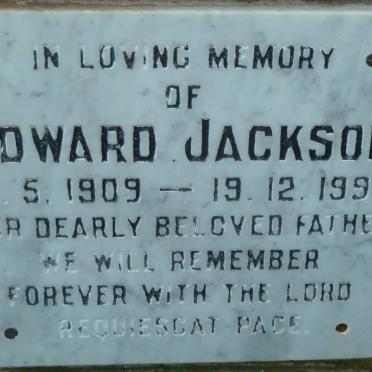 IN LOVING MEMORY
OF
DWARD JACKSO
. 5. 1909 — 19. 12. 199
R DEARLY BELOVED FATHE
WE WILL REMEMBER
FOREVER WITH THE LORD
REQUIESCAT PACE.